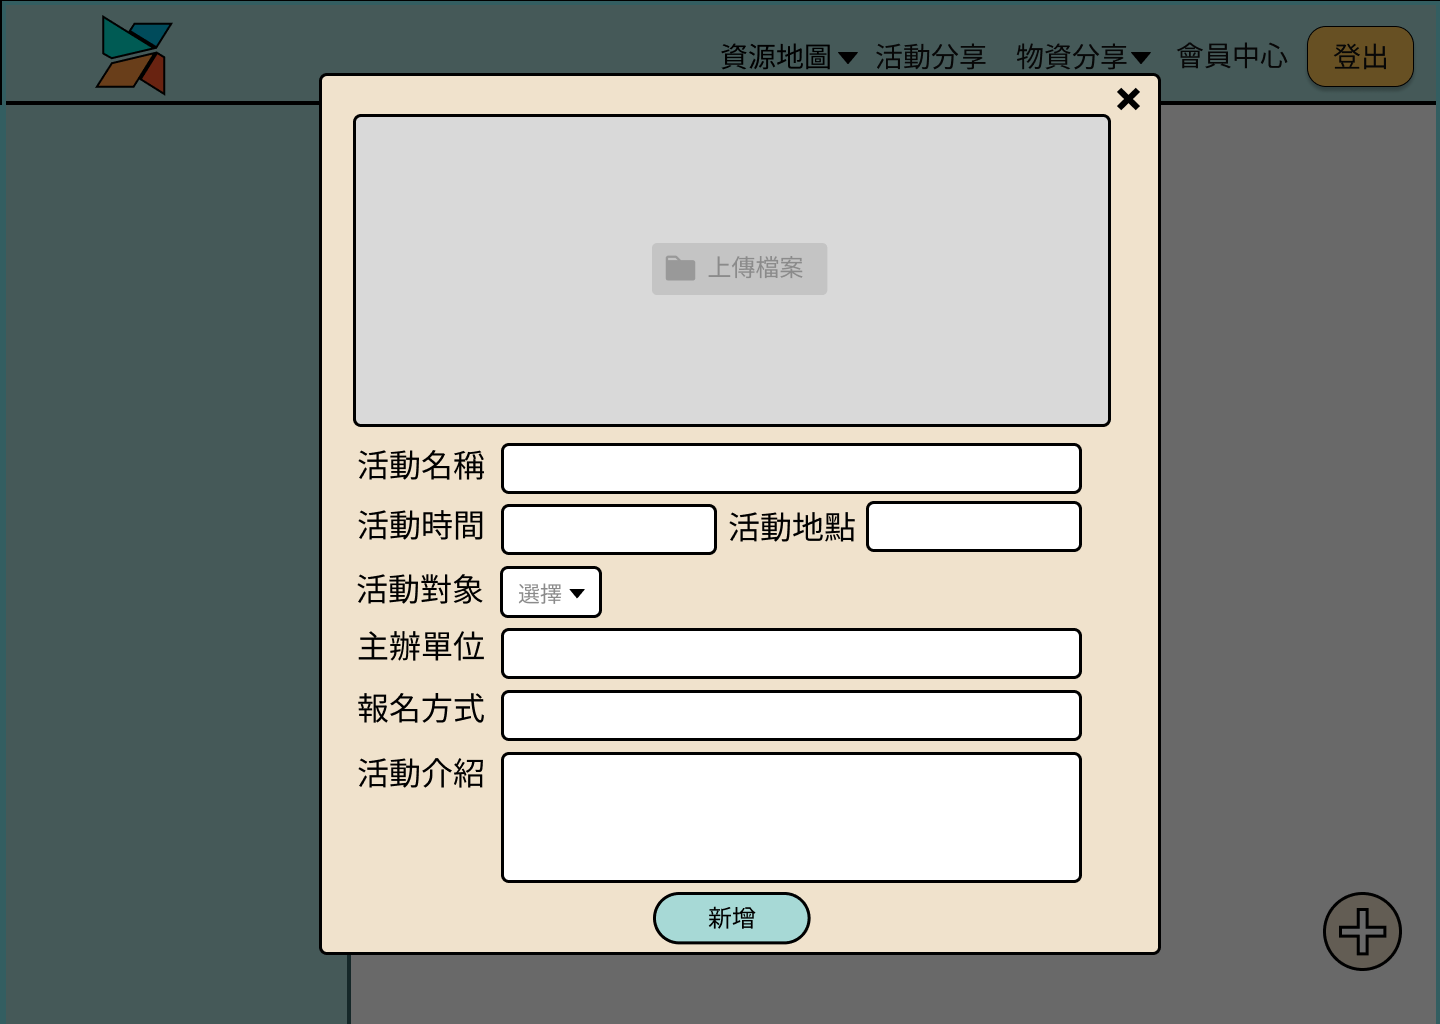 資源地圖 活動分享 物資分享 會員中心 登出
上傳檔案
活動名稱
活動時間 活動地點
活動對象 選擇
主辦單位
報名方式
活動介紹
新增